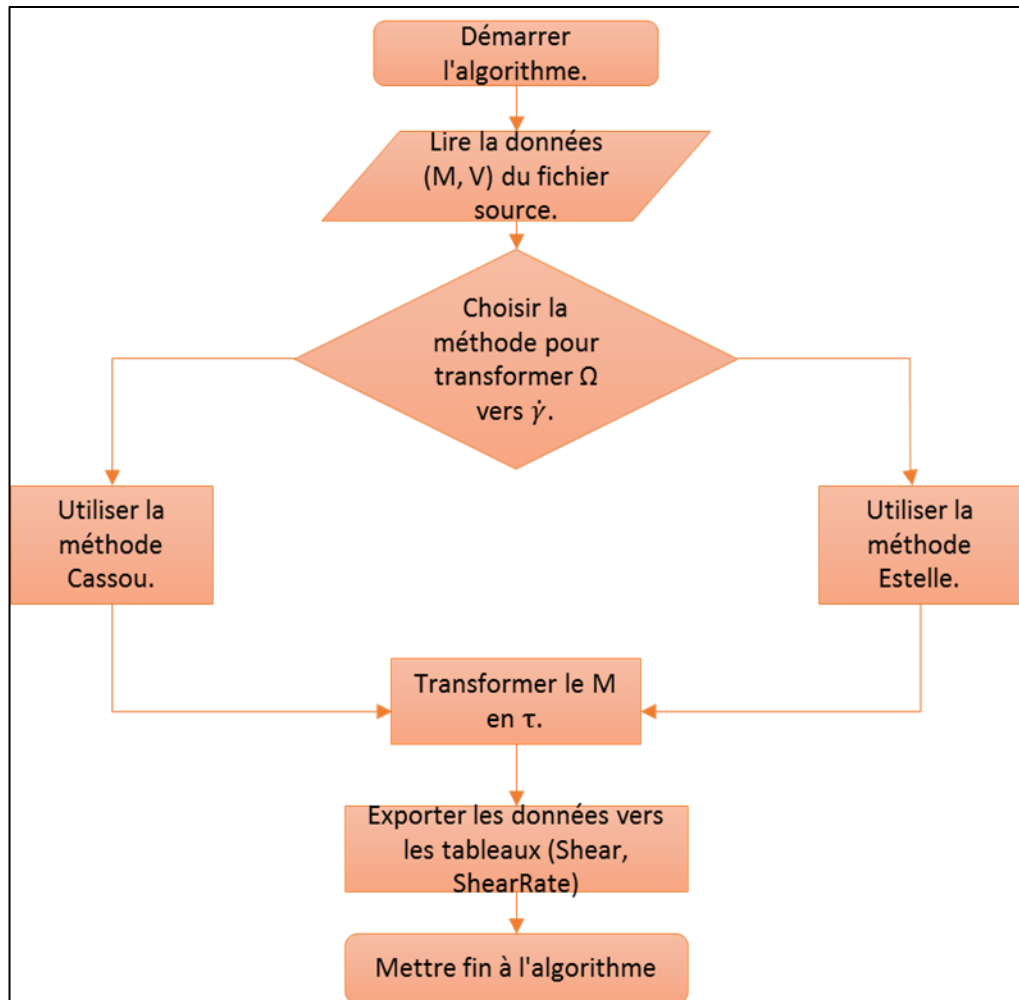 Démarrer
l'algorithme.
Lire la données
(M, V) du fichier
source.
Choisir la
méthode pour
transformer Ω
vers γ̇.
Utiliser la
méthode
Cassou.
Utiliser la
méthode
Estelle.
Transformer le M
en τ.
Exporter les données vers
les tableaux (Shear,
ShearRate)
Mettre fin à l'algorithme